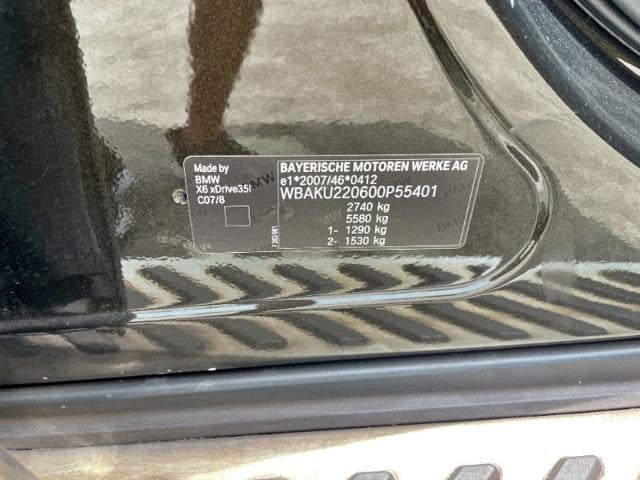 Made by
BMW
X6 xDrive35i
C07/8
BAYERISCHE MOTOREN WERKE AG
e1*2007/46*0412
WBAKU220600P55401
2740 kg
5580 kg
1- 1290 kg
2- 1530 kg